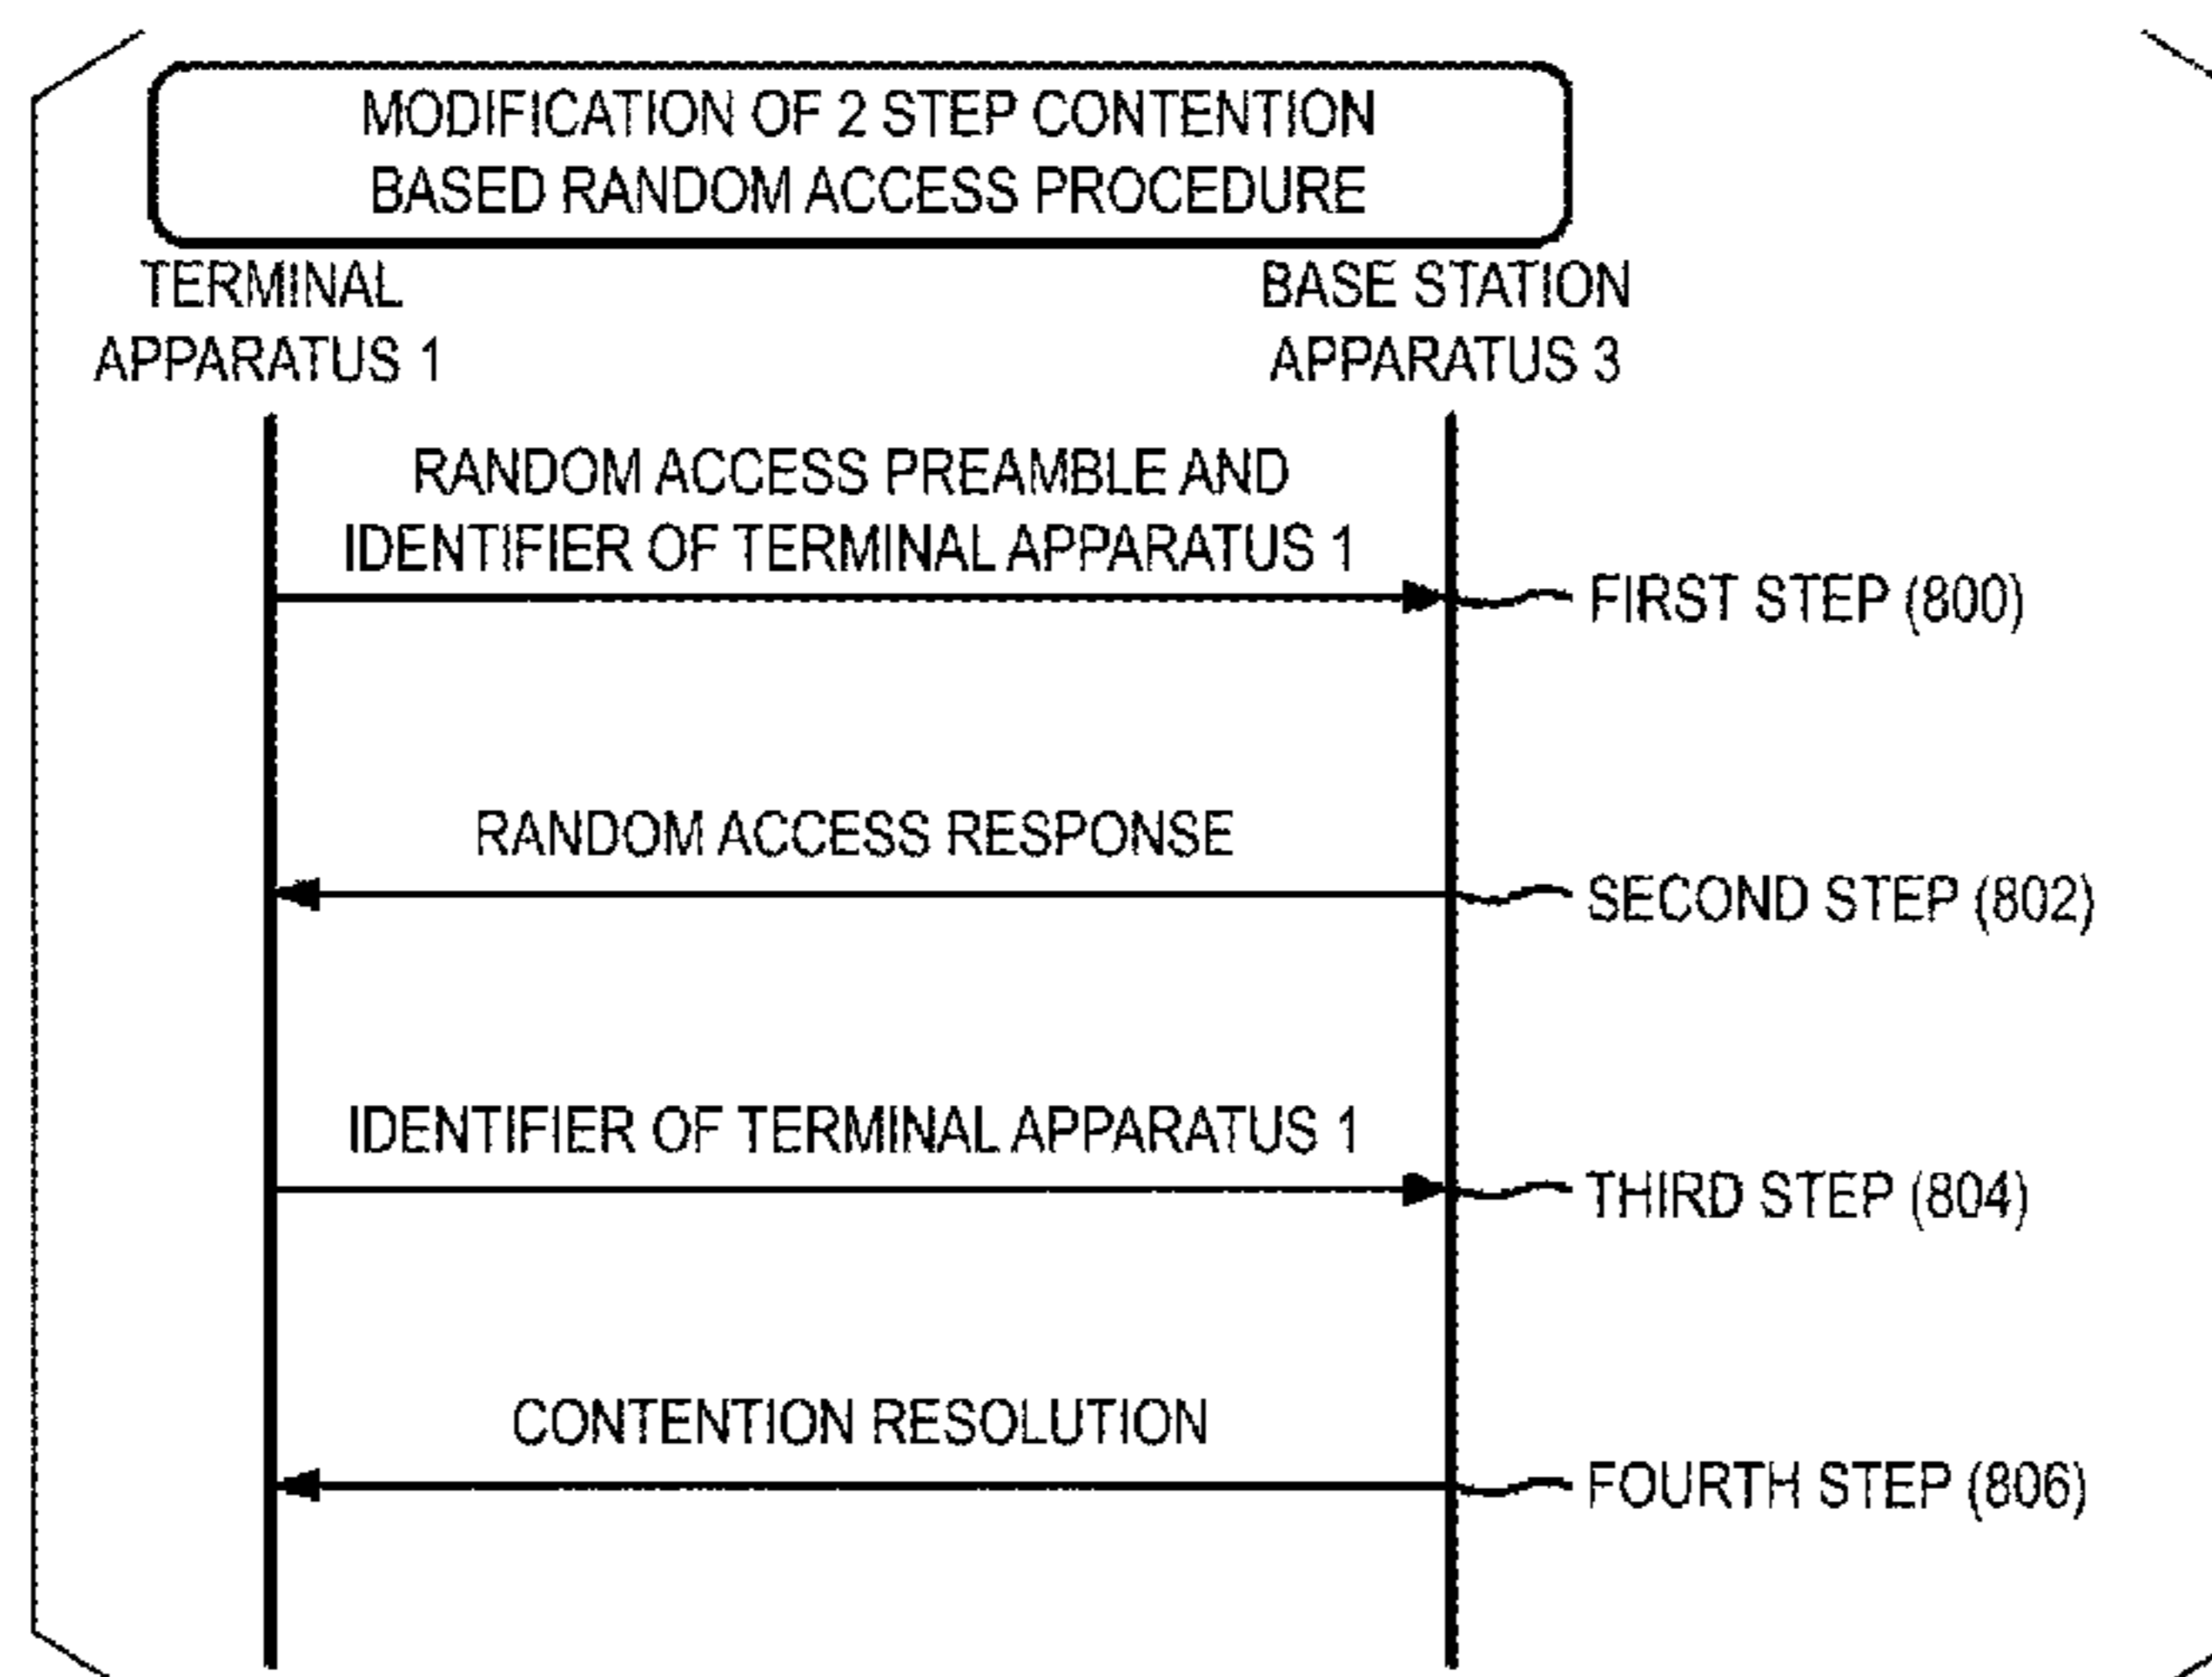 MODIFICATION OF 2 STEP CONTENTION
BASED RANDOM ACCESS PROCEDURE
TERMINAL
APPARATUS 1
BASE STATION
APPARATUS 3
RANDOM ACCESS PREAMBLE AND
IDENTIFIER OF TERMINAL APPARATUS 1
FIRST STEP (800)
RANDOM ACCESS RESPONSE
SECOND STEP (802)
IDENTIFIER OF TERMINAL APPARATUS 1
THIRD STEP (804)
CONTENTION RESOLUTION
FOURTH STEP (806)